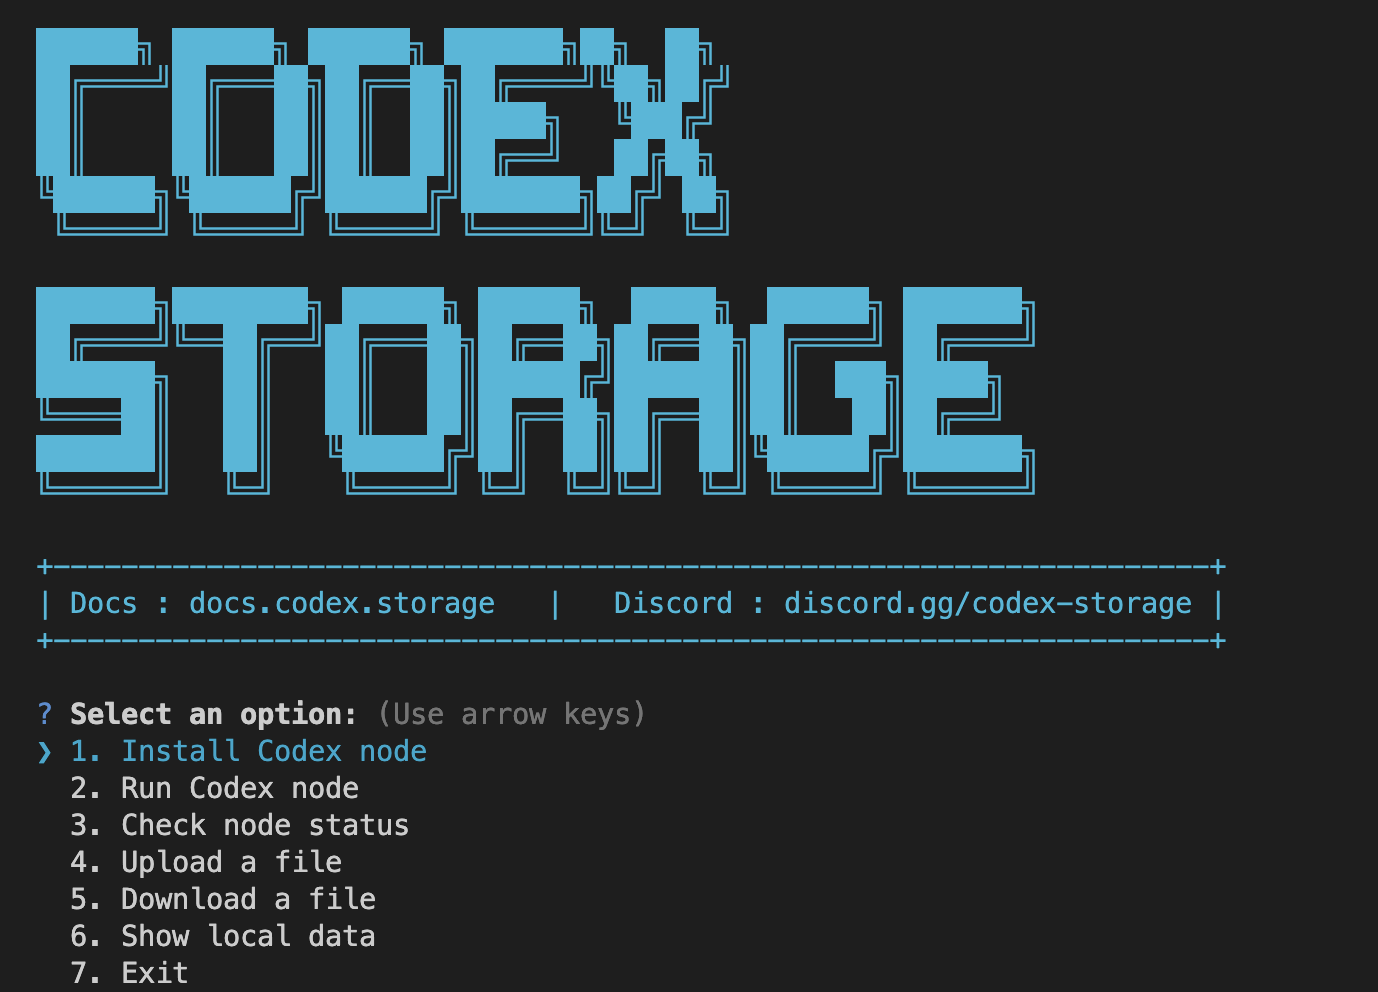 CODEX
STORAGE
| Docs : docs.codex.storage | Discord : discord.gg/codex-storage |
? Select an option: (Use arrow keys)
❯ 1. Install Codex node
2. Run Codex node
3. Check node status
4. Upload a file
5. Download a file
6. Show local data
7. Exit